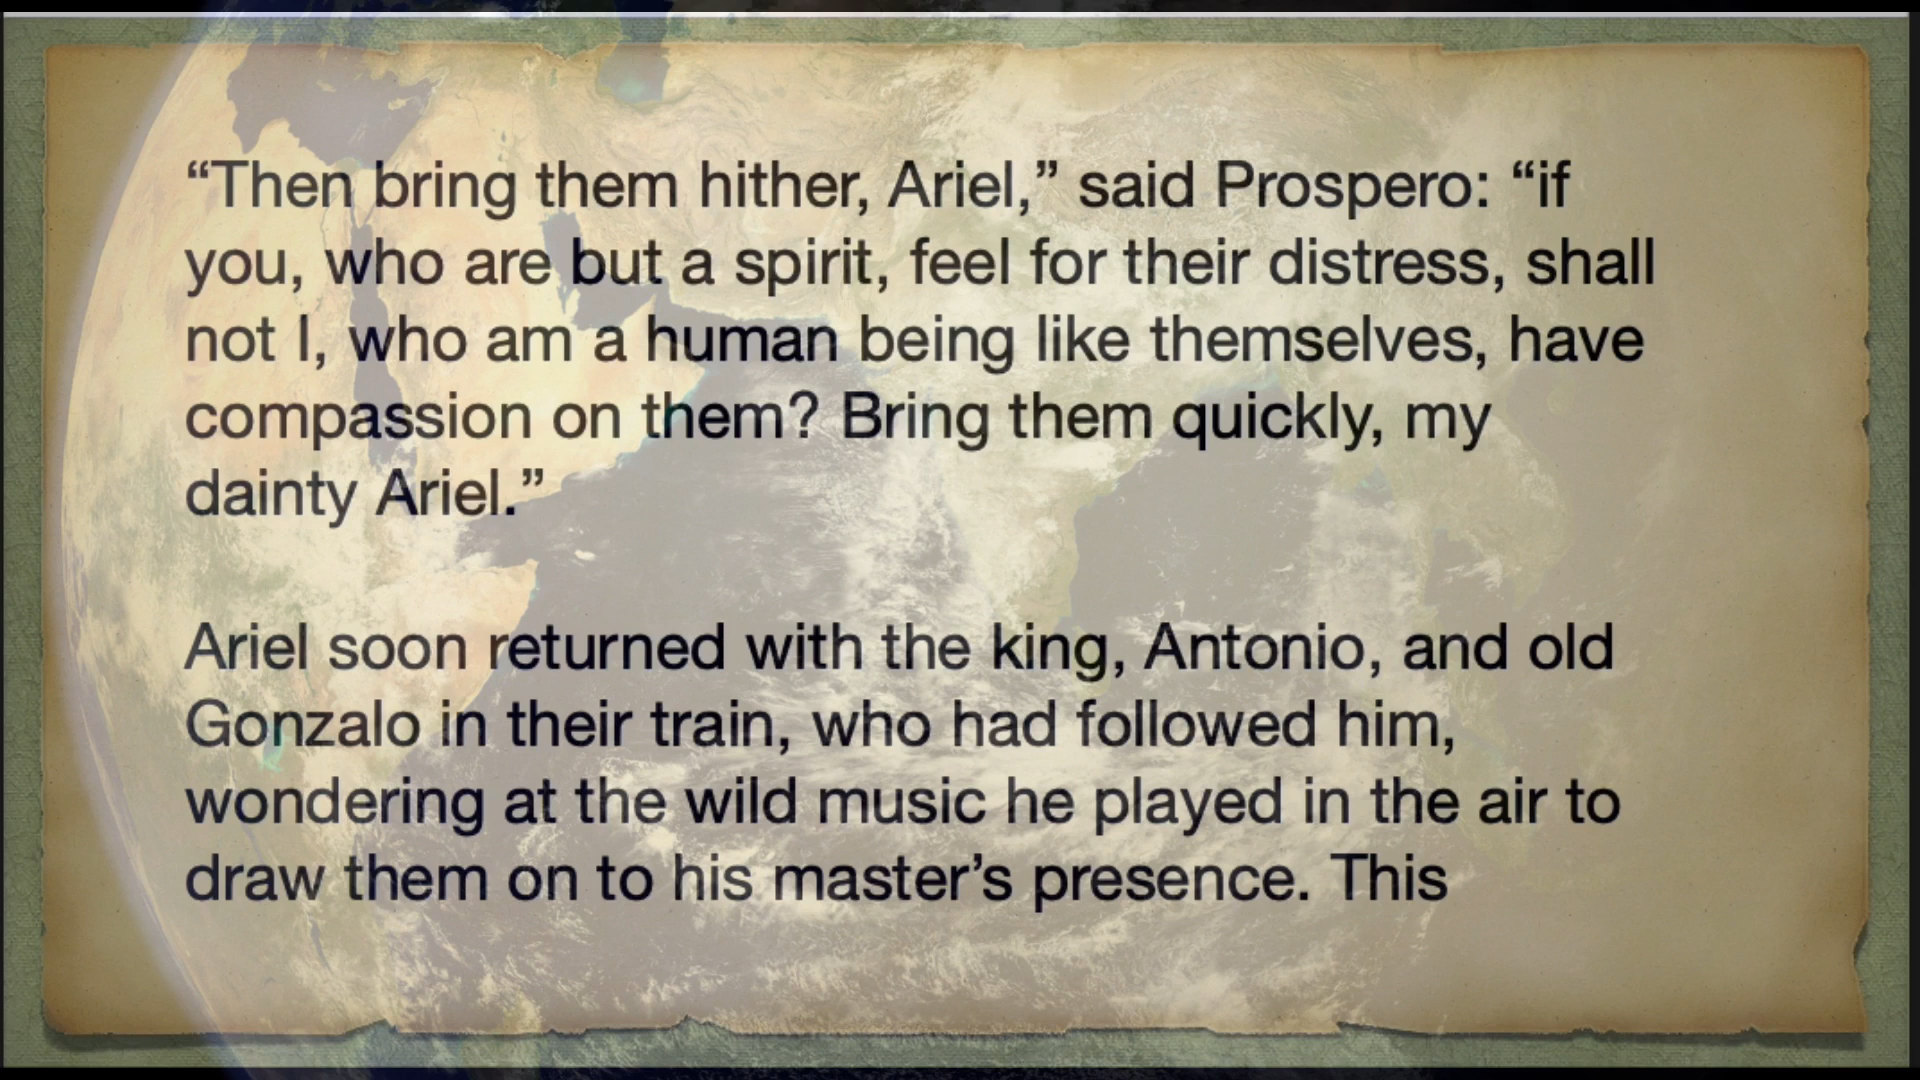 “Then bring them hither, Ariel,” said Prospero: “if
you, who are but a spirit, feel for their distress, shall
not I, who am a human being like themselves, have
compassion on them? Bring them quickly, my
dainty Ariel.”
Ariel soon returned with the king, Antonio, and old
Gonzalo in their train, who had followed him,
wondering at the wild music he played in the air to
draw them on to his master’s presence. This